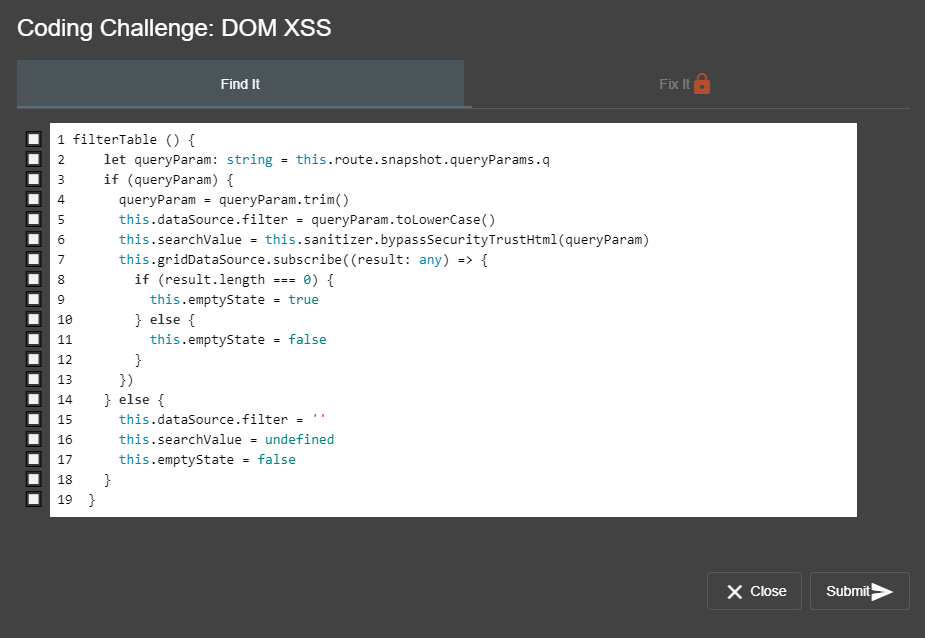 Coding Challenge: DOM XSS
Find It
Fix It
1 filterTable () {
2 let queryParam: string = this.route.snapshot.queryParams.q
3 if (queryParam) {
4 queryParam = queryParam.trim()
5 this.dataSource.filter = queryParam.toLowerCase()
6 this.searchValue = this.sanitizer.bypassSecurityTrustHtml(queryParam)
7 this.gridDataSource.subscribe((result: any) => {
8 if (result.length === 0) {
9 this.emptyState = true
10 } else {
11 this.emptyState = false
12 }
13 })
14 } else {
15 this.dataSource.filter = ''
16 this.searchValue = undefined
17 this.emptyState = false
18 }
19 }
Close
Submit